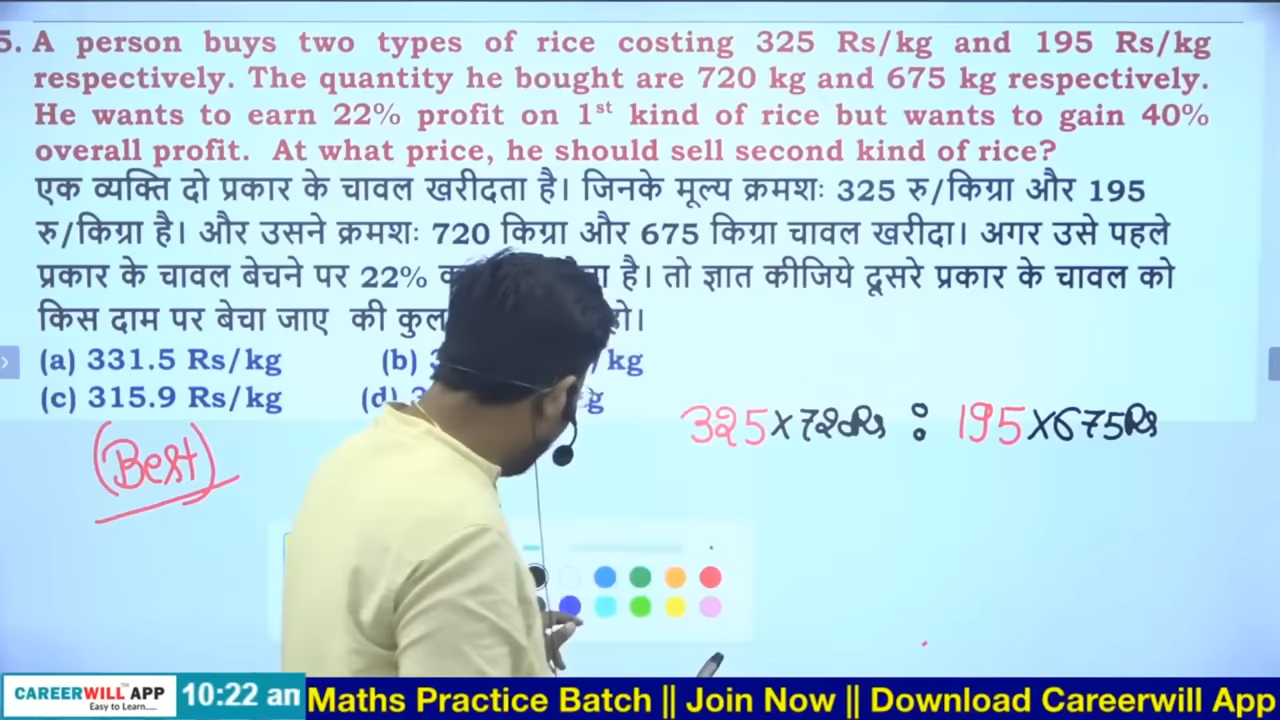 5. A person buys two types of rice costing 325 Rs/kg and 195 Rs/kg
respectively. The quantity he bought are 720 kg and 675 kg respectively.
He wants to earn 22% profit on 1st kind of rice but wants to gain 40%
overall profit. At what price, he should sell second kind of rice?
एक व्यक्ति दो प्रकार के चावल खरीदता है। जिनके मूल्य क्रमशः 325 रु/किग्रा और 195
रु/किग्रा है। और उसने क्रमशः 720 किग्रा और 675 किग्रा चावल खरीदा। अगर उसे पहले
प्रकार के चावल बेचने पर 22% है। तो ज्ञात कीजिये दूसरे प्रकार के चावल को
किस दाम पर बेचा जाए की कुल हो।
(a) 331.5 Rs/kg (b) /kg
(c) 315.9 Rs/kg (d)
325×720Rs : 195×675Rs
(Best)
CAREERWILL APP
Easy to Learn.....
10:22 am
Maths Practice Batch || Join Now || Download Careerwill App